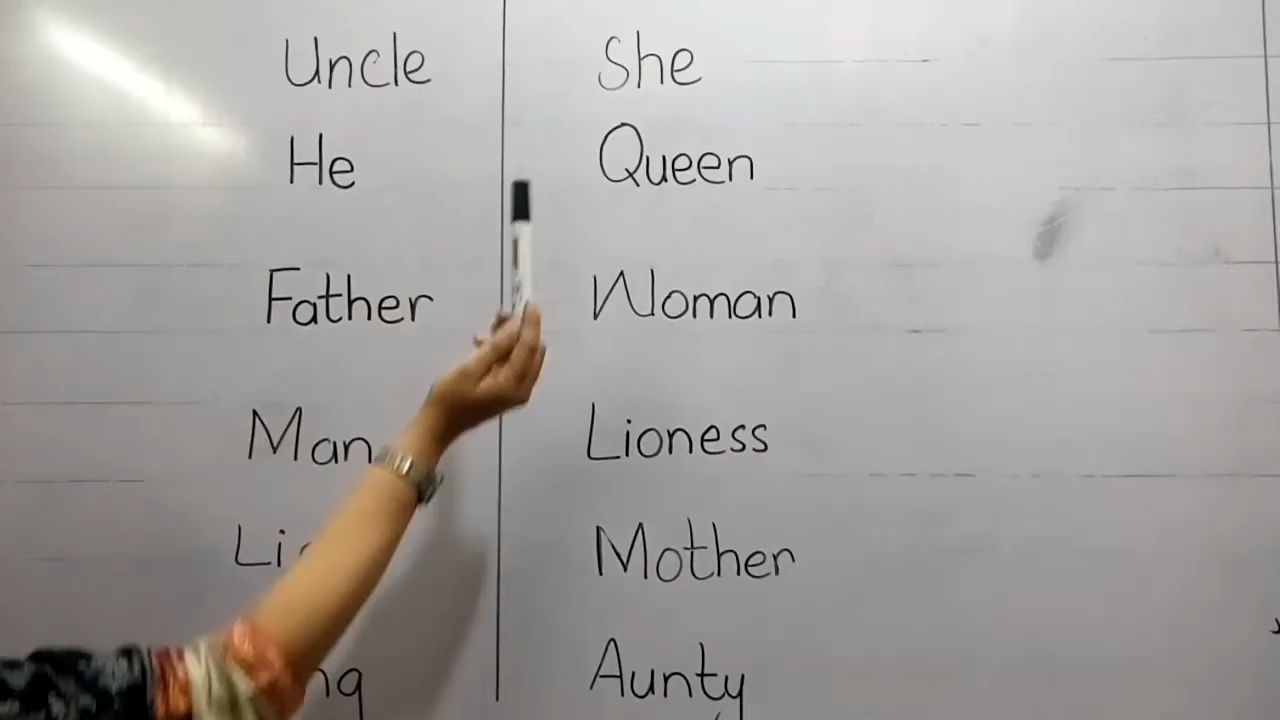 Uncle She
He Queen
Father Woman
Man Lioness
Mother
Aunty